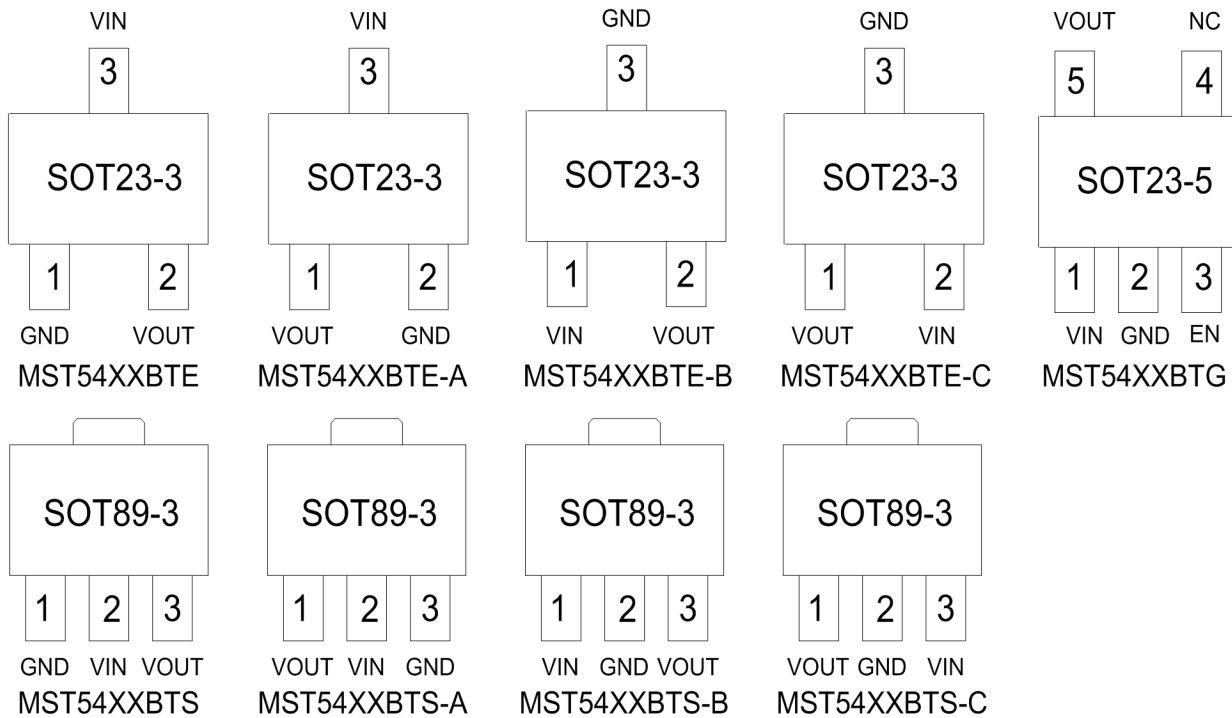 VIN VIN GND GND VOUT NC
3 3 3 3 5 4
SOT23-3 SOT23-3 SOT23-3 SOT23-3 SOT23-5
1 2 1 2 1 2 1 2 1 2 3
GND VOUT VOUT GND VIN VOUT VOUT VIN VIN GND EN
MST54XXBTE MST54XXBTE-A MST54XXBTE-B MST54XXBTE-C MST54XXBTG
SOT89-3 SOT89-3 SOT89-3 SOT89-3
1 2 3 1 2 3 1 2 3 1 2 3
GND VIN VOUT VOUT VIN GND VIN GND VOUT VOUT GND VIN
MST54XXBTS MST54XXBTS-A MST54XXBTS-B MST54XXBTS-C